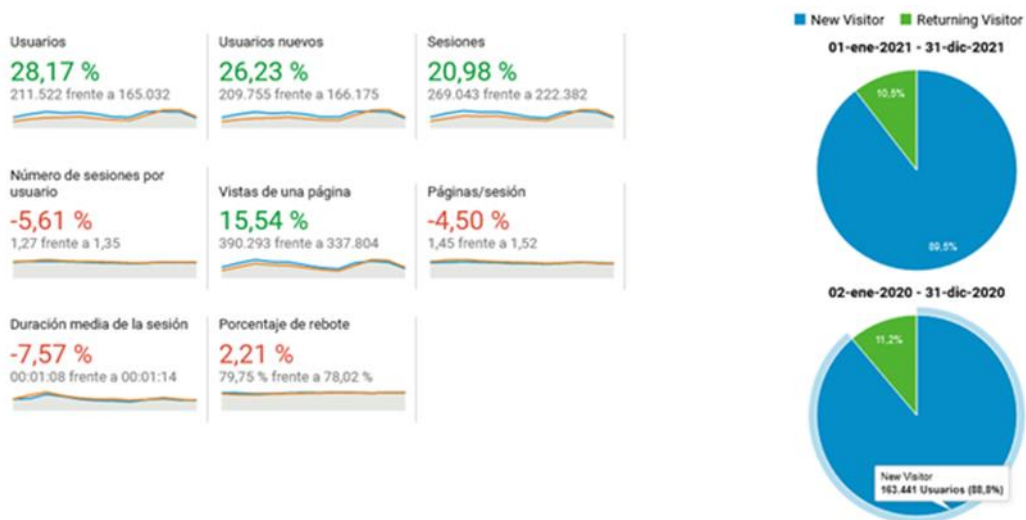 Usuarios
28,17 %
211.522 frente a 165.032
Usuarios nuevos
26,23 %
209.755 frente a 166.175
Sesiones
20,98 %
269.043 frente a 222.382
Número de sesiones por
usuario
-5,61 %
1,27 frente a 1,35
Vistas de una página
15,54 %
390.293 frente a 337.804
Páginas/sesión
-4,50 %
1,45 frente a 1,52
Duración media de la sesión
-7,57 %
00:01:08 frente a 00:01:14
Porcentaje de rebote
2,21 %
79,75 % frente a 78,02 %
New Visitor
Returning Visitor
01-ene-2021 - 31-dic-2021
10,5%
89,5%
02-ene-2020 - 31-dic-2020
11,2%
New Visitor
163.441 Usuarios (88,8%)